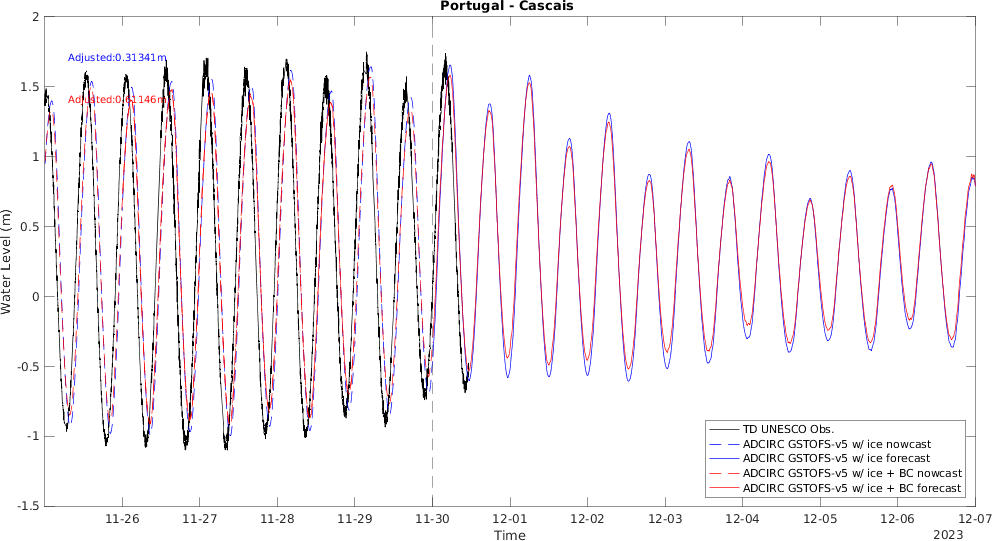 Portugal - Cascais
Adjusted:0.31341m
Adjusted:0.61146m
Water Level (m)
2
1.5
1
0.5
0
-0.5
-1
-1.5
11-26
11-27
11-28
11-29
11-30
12-01
12-02
12-03
12-04
12-05
12-06
12-07
Time
2023
TD UNESCO Obs.
ADCIRC GSTOFS-v5 w/ ice nowcast
ADCIRC GSTOFS-v5 w/ ice forecast
ADCIRC GSTOFS-v5 w/ ice + BC nowcast
ADCIRC GSTOFS-v5 w/ ice + BC forecast